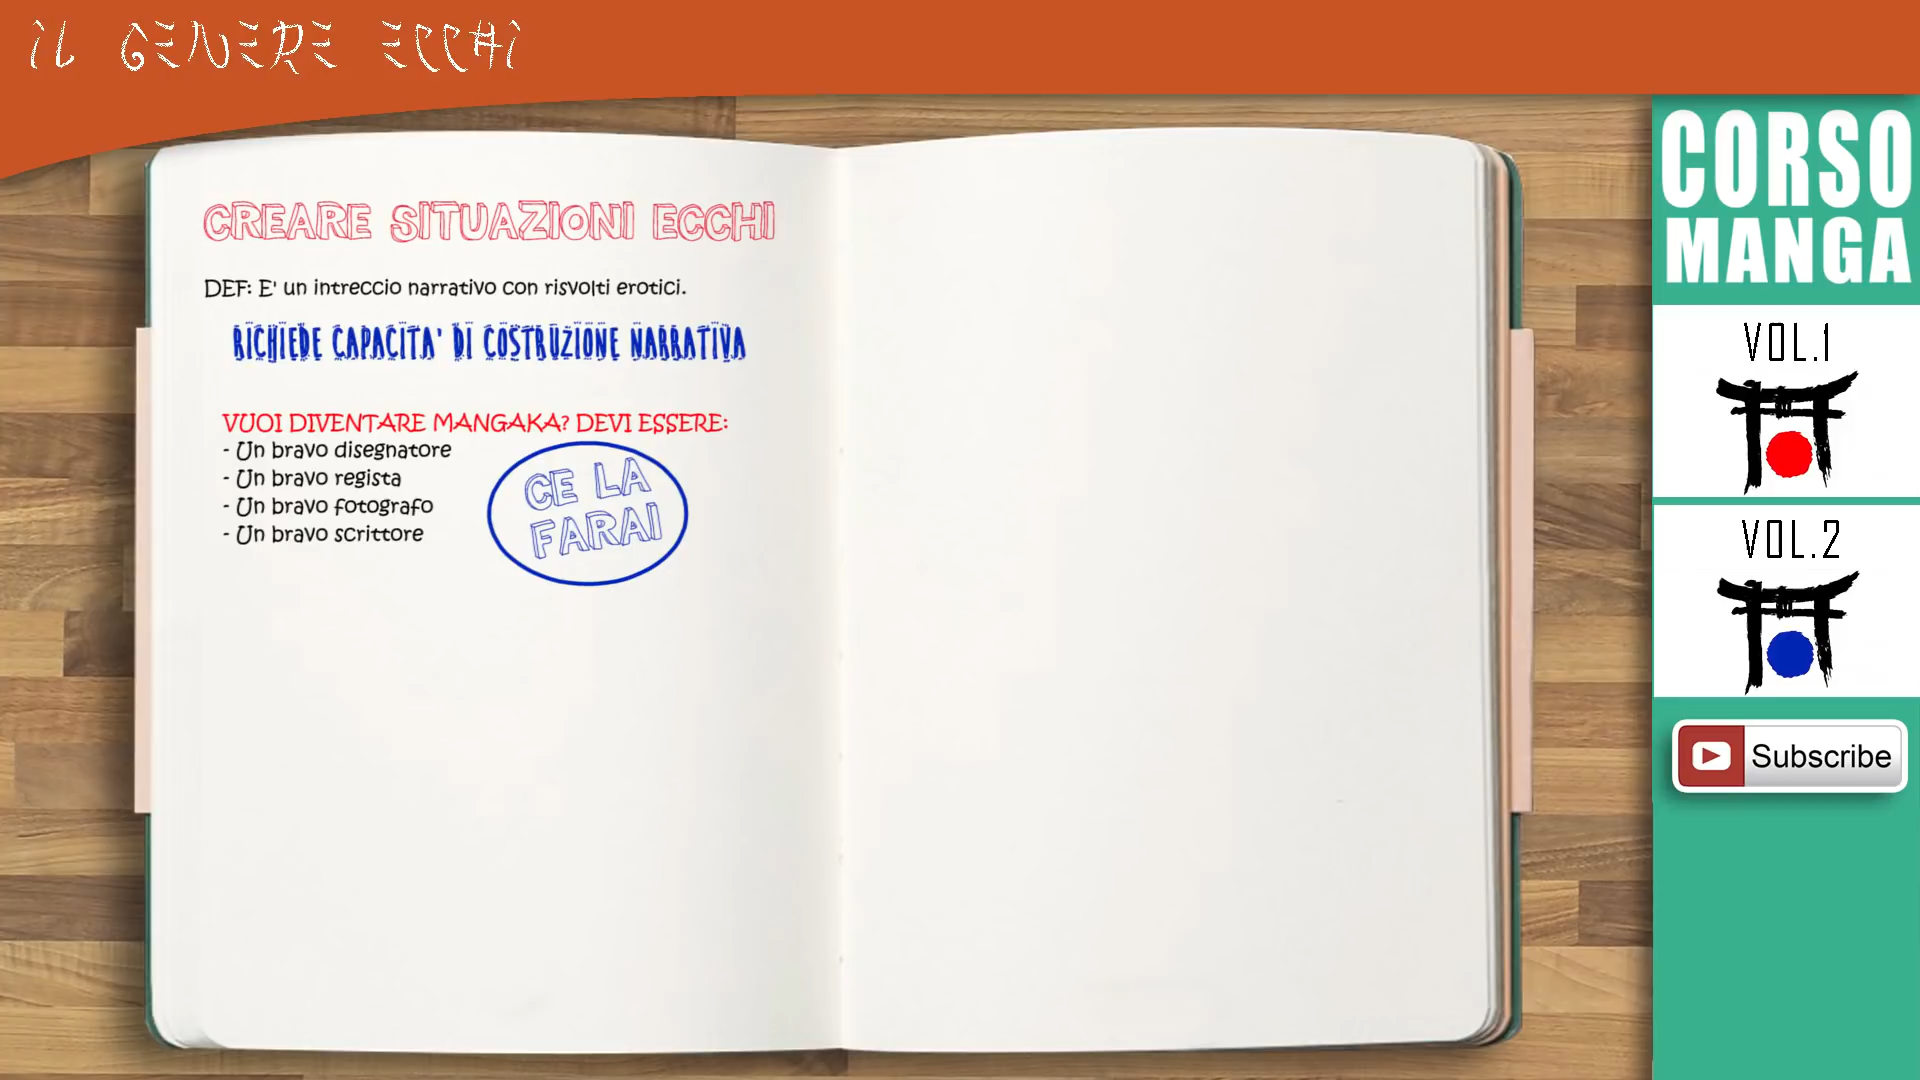 IL GENERE ECCHI
CREARE SITUAZIONI ECCHI
DEF: E' un intreccio narrativo con risvolti erotici.
RICHIEDE CAPACITA' DI COSTRUZIONE NARRATIVA
VUOI DIVENTARE MANGAKA? DEVI ESSERE:
- Un bravo disegnatore
- Un bravo regista
- Un bravo fotografo
- Un bravo scrittore
CE LA
FARAI
CORSO
MANGA
VOL.1
VOL.2
Subscribe